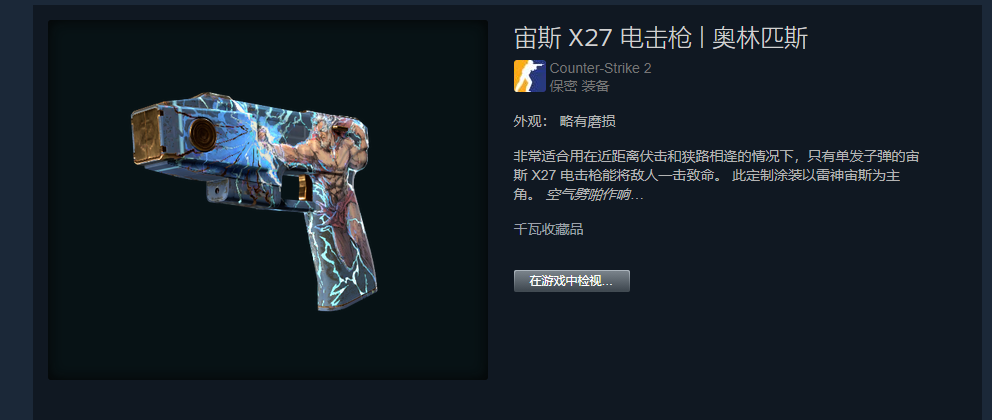 宙斯 X27 电击枪 | 奥林匹斯
Counter-Strike 2
保密 装备
外观： 略有磨损
非常适合用在近距离伏击和狭路相逢的情况下，只有单发子弹的宙
斯 X27 电击枪能将敌人一击致命。 此定制涂装以雷神宙斯为主
角。 空气劈啪作响…
千瓦收藏品
在游戏中检视…